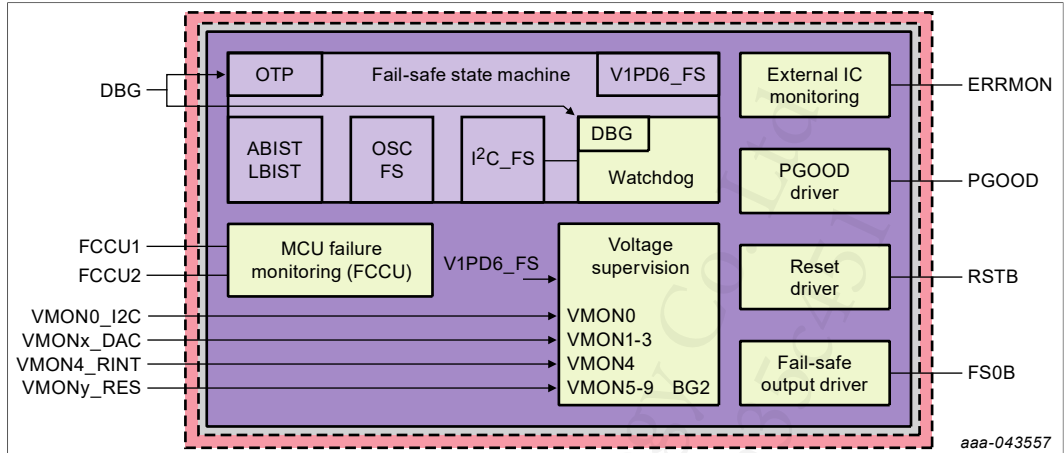 OTP
Fail-safe state machine
V1PD6_FS
External IC
monitoring
ERRMON
DBG
ABIST
LBIST
OSC
FS
I²C_FS
DBG
Watchdog
PGOOD
driver
PGOOD
FCCU1
FCCU2
MCU failure
monitoring (FCCU)
V1PD6_FS
Voltage
supervision
Reset
driver
RSTB
VMON0_I2C
VMONx_DAC
VMON4_RINT
VMONy_RES
VMON0
VMON1-3
VMON4
VMON5-9 BG2
Fail-safe
output driver
FS0B
aaa-043557